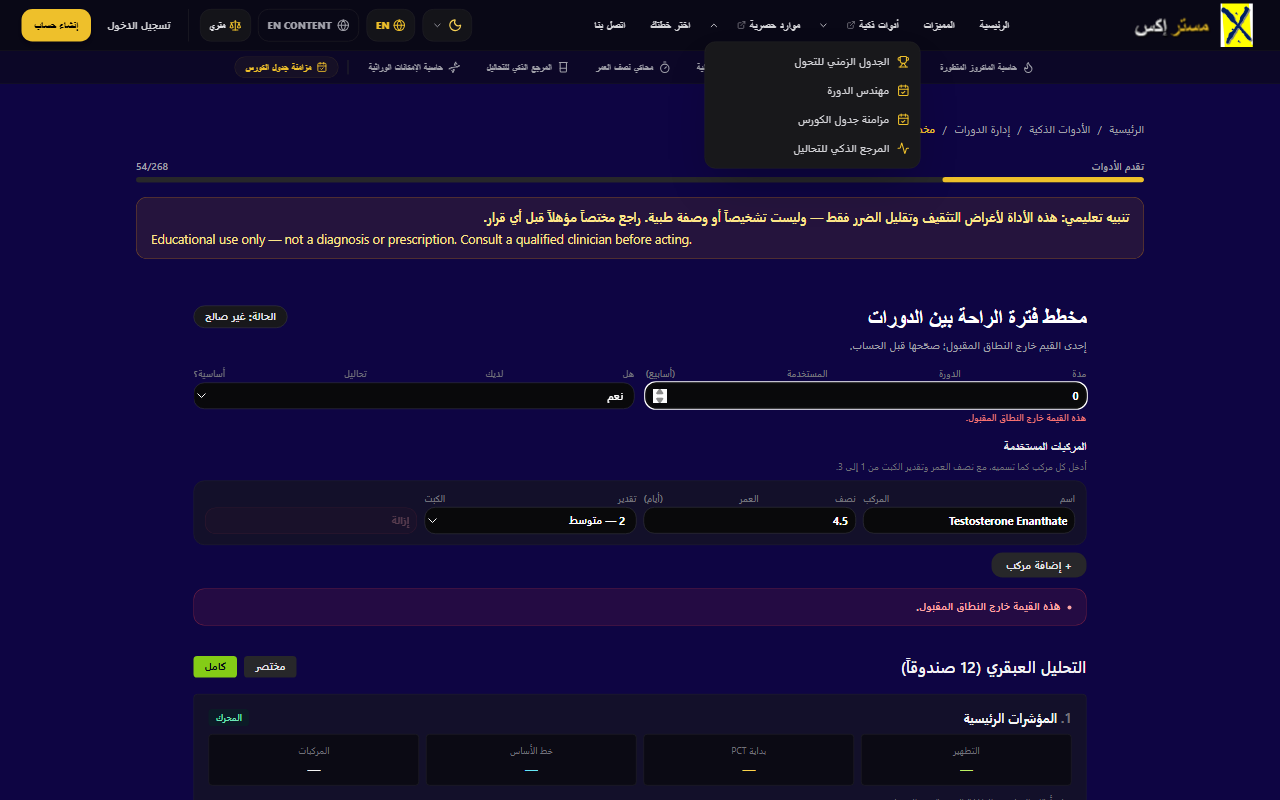 مستر إكس
الرئيسية
المميزات
أدوات ذكية
موارد حصرية
اختر خطتك
اتصل بنا
EN
EN CONTENT
متري
تسجيل الدخول
إنشاء حساب
حاسبة الماكروز المتطورة
محاكي نصف العمر
المرجع الذكي للتحاليل
حاسبة الإمكانات الوراثية
مزامنة جدول الكورس
الجدول الزمني للتحول
مهندس الدورة
مزامنة جدول الكورس
المرجع الذكي للتحاليل
الرئيسية / الأدوات الذكية / إدارة الدورات /
تقدم الأدوات
54/268
تنبيه تعليمي: هذه الأداة لأغراض التثقيف وتقليل الضرر فقط — وليست تشخيصاً أو وصفة طبية. راجع مختصاً مؤهلاً قبل أي قرار.
Educational use only — not a diagnosis or prescription. Consult a qualified clinician before acting.
مخطط فترة الراحة بين الدورات
الحالة: غير صالح
إحدى القيم خارج النطاق المقبول؛ صحّحها قبل الحساب.
مدة الدورة المستخدمة (أسابيع)
هل لديك تحاليل أساسية؟
0
نعم
هذه القيمة خارج النطاق المقبول.
المركبات المستخدمة
أدخل كل مركب كما تسميه، مع نصف العمر وتقدير الكبت من 1 إلى 3.
اسم المركب
نصف العمر (أيام)
تقدير الكبت
Testosterone Enanthate
4.5
2 — متوسط
إزالة
+ إضافة مركب
• هذه القيمة خارج النطاق المقبول.
التحليل العبقري (12 صندوقاً)
مختصر
كامل
1. المؤشرات الرئيسية
المحرك
التطهير
بداية PCT
خط الأساس
المركبات
—
—
—
—